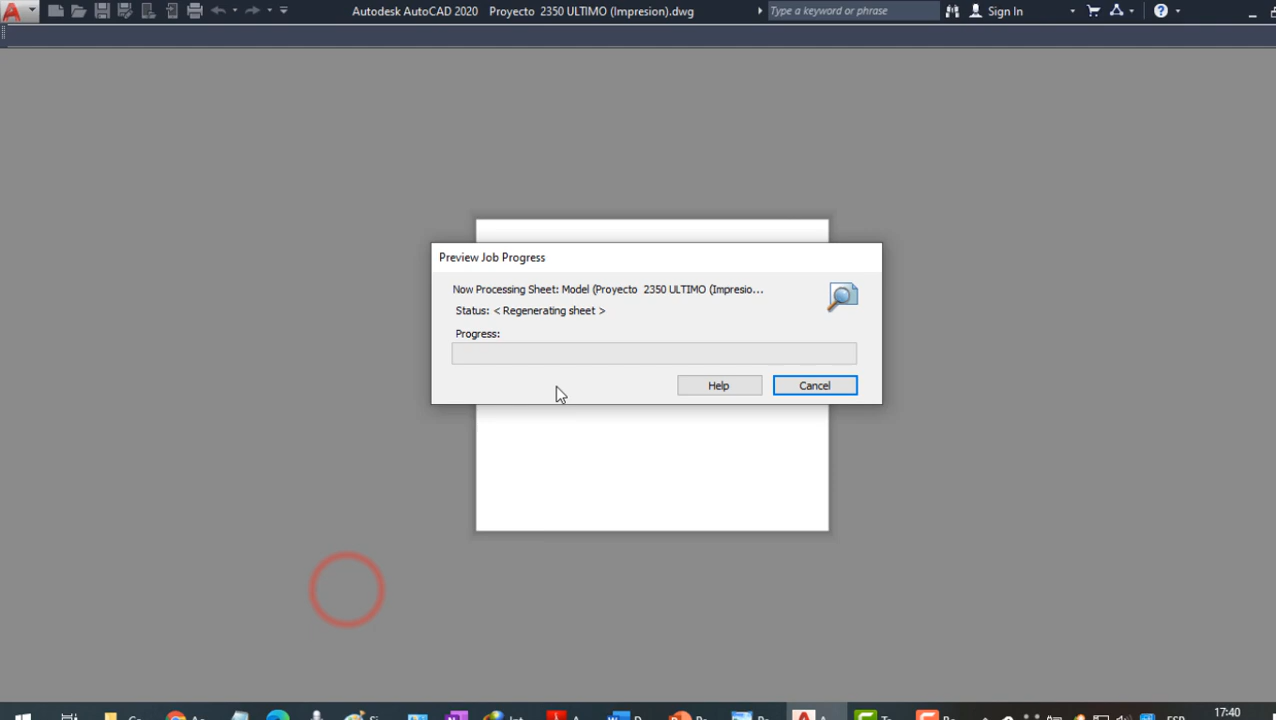 Autodesk AutoCAD 2020 Proyecto 2350 ULTIMO (Impresion).dwg
Type a keyword or phrase
Sign In
Preview Job Progress
Now Processing Sheet: Model (Proyecto 2350 ULTIMO (Impresio...
Status: < Regenerating sheet >
Progress:
Help
Cancel
17:40